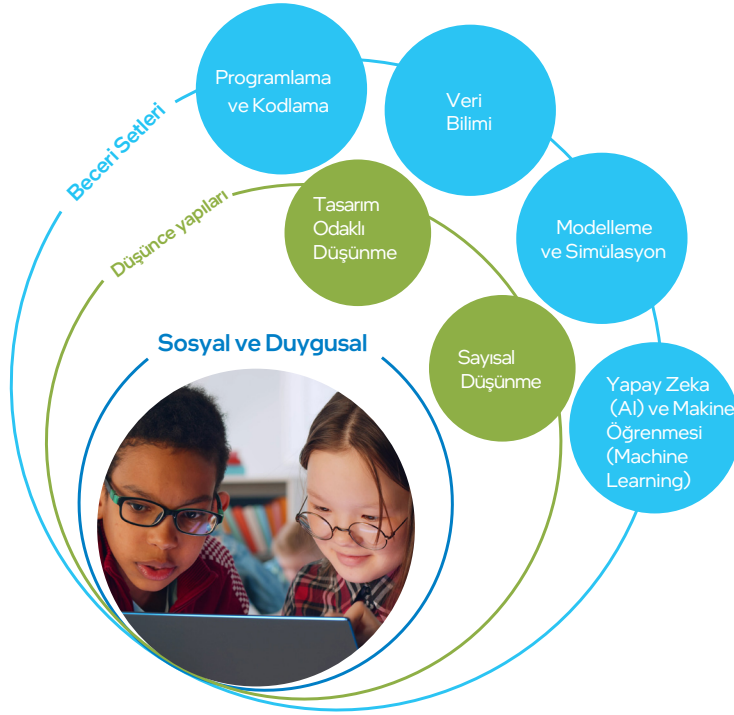 Beceri Setleri
Programlama
ve Kodlama
Veri
Bilimi
Modelleme
ve Simülasyon
Yapay Zeka
(AI) ve Makine
Öğrenmesi
(Machine
Learning)
Düşünce yapıları
Tasarım
Odaklı
Düşünme
Sayısal
Düşünme
Sosyal ve Duygusal